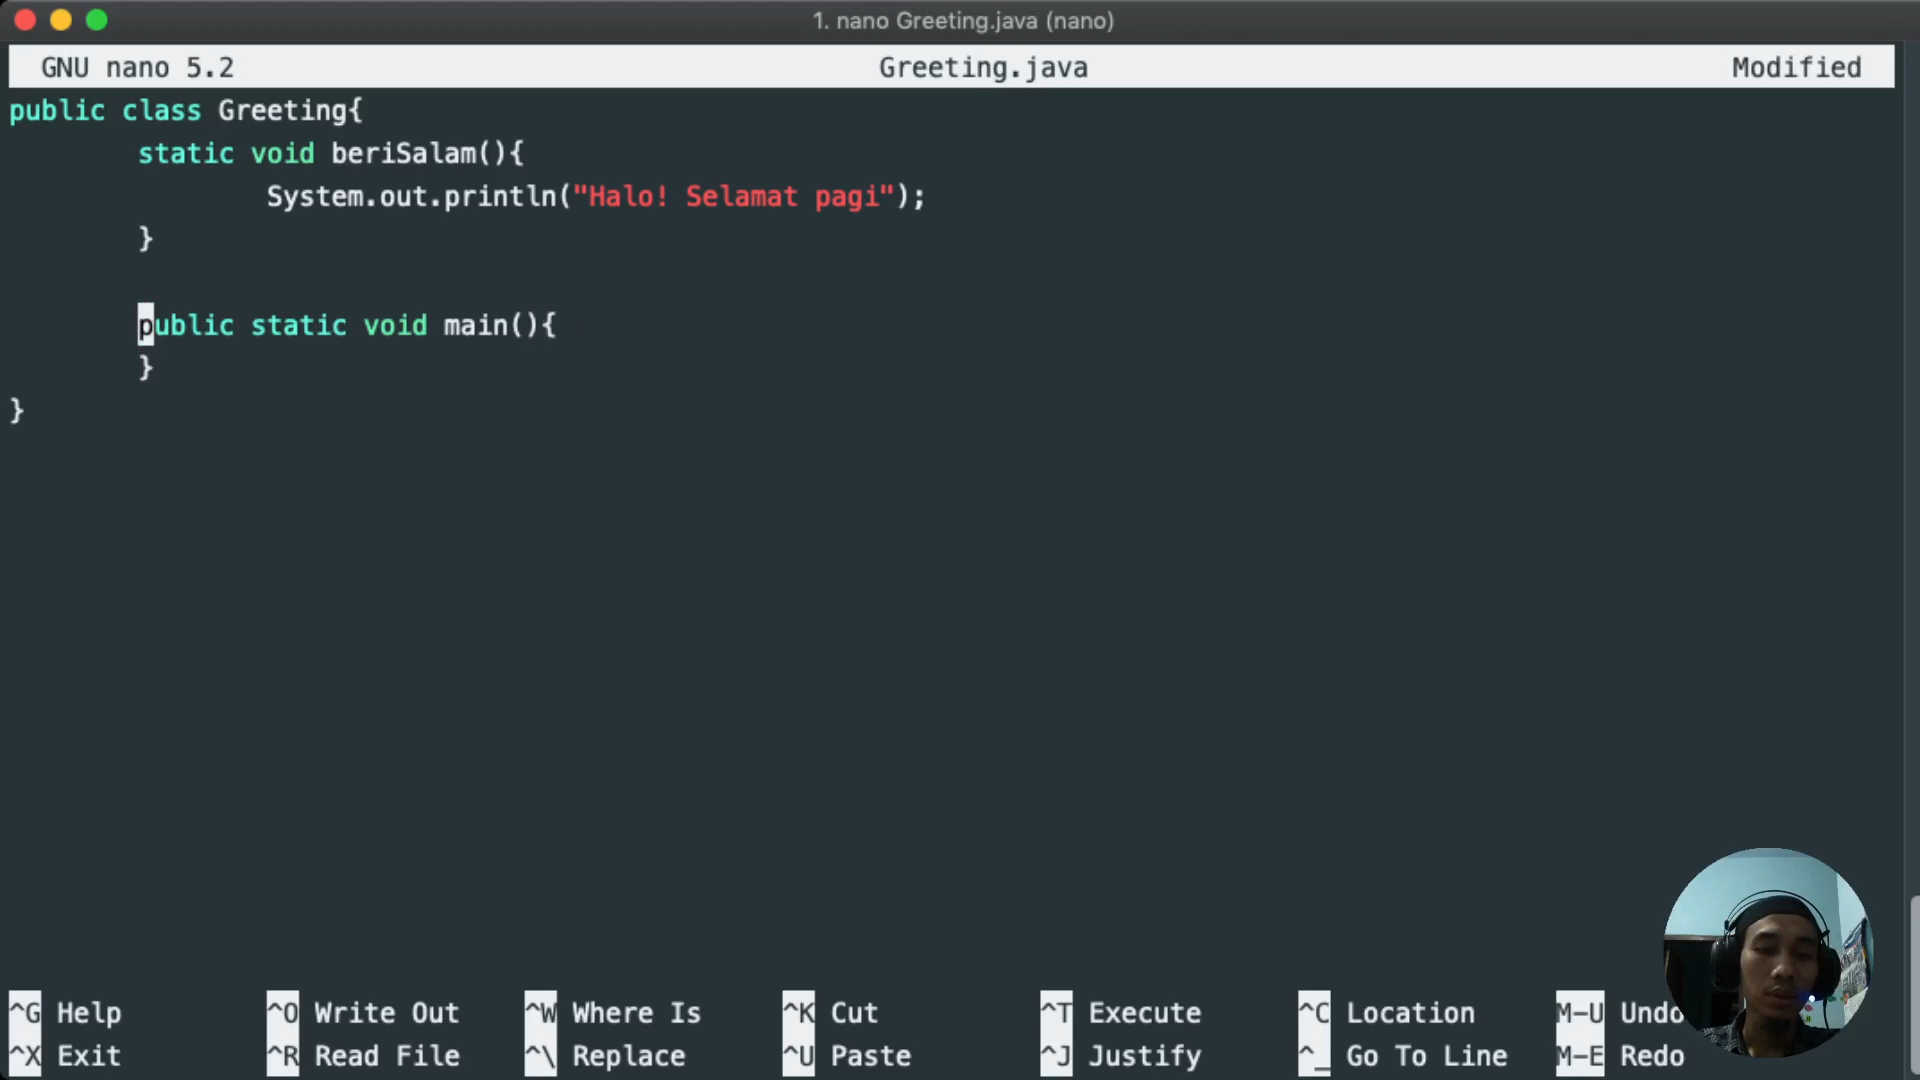 1. nano Greeting.java (nano)
GNU nano 5.2 Greeting.java Modified
public class Greeting{
static void beriSalam(){
System.out.println("Halo! Selamat pagi");
}
public static void main(){
}
}
^G Help ^O Write Out ^W Where Is ^K Cut ^T Execute ^C Location M-U Undo
^X Exit ^R Read File ^\ Replace ^U Paste ^J Justify ^_ Go To Line M-E Redo